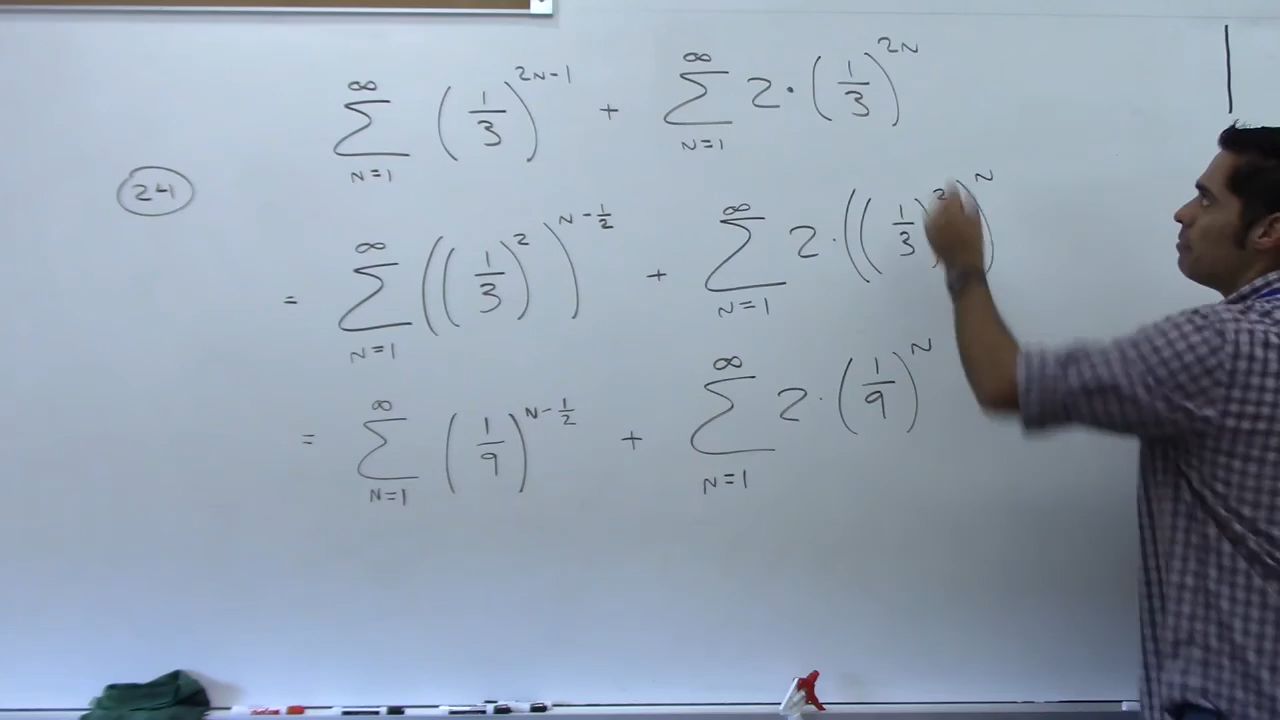 ∞ ∑ N=1 (1/3)^(2N-1) + ∞ ∑ N=1 2·(1/3)^(2N)
24
= ∞ ∑ N=1 ((1/3)^2)^(N-1/2) + ∞ ∑ N=1 2·((1/3)^2)^N
= ∞ ∑ N=1 (1/9)^(N-1/2) + ∞ ∑ N=1 2·(1/9)^N